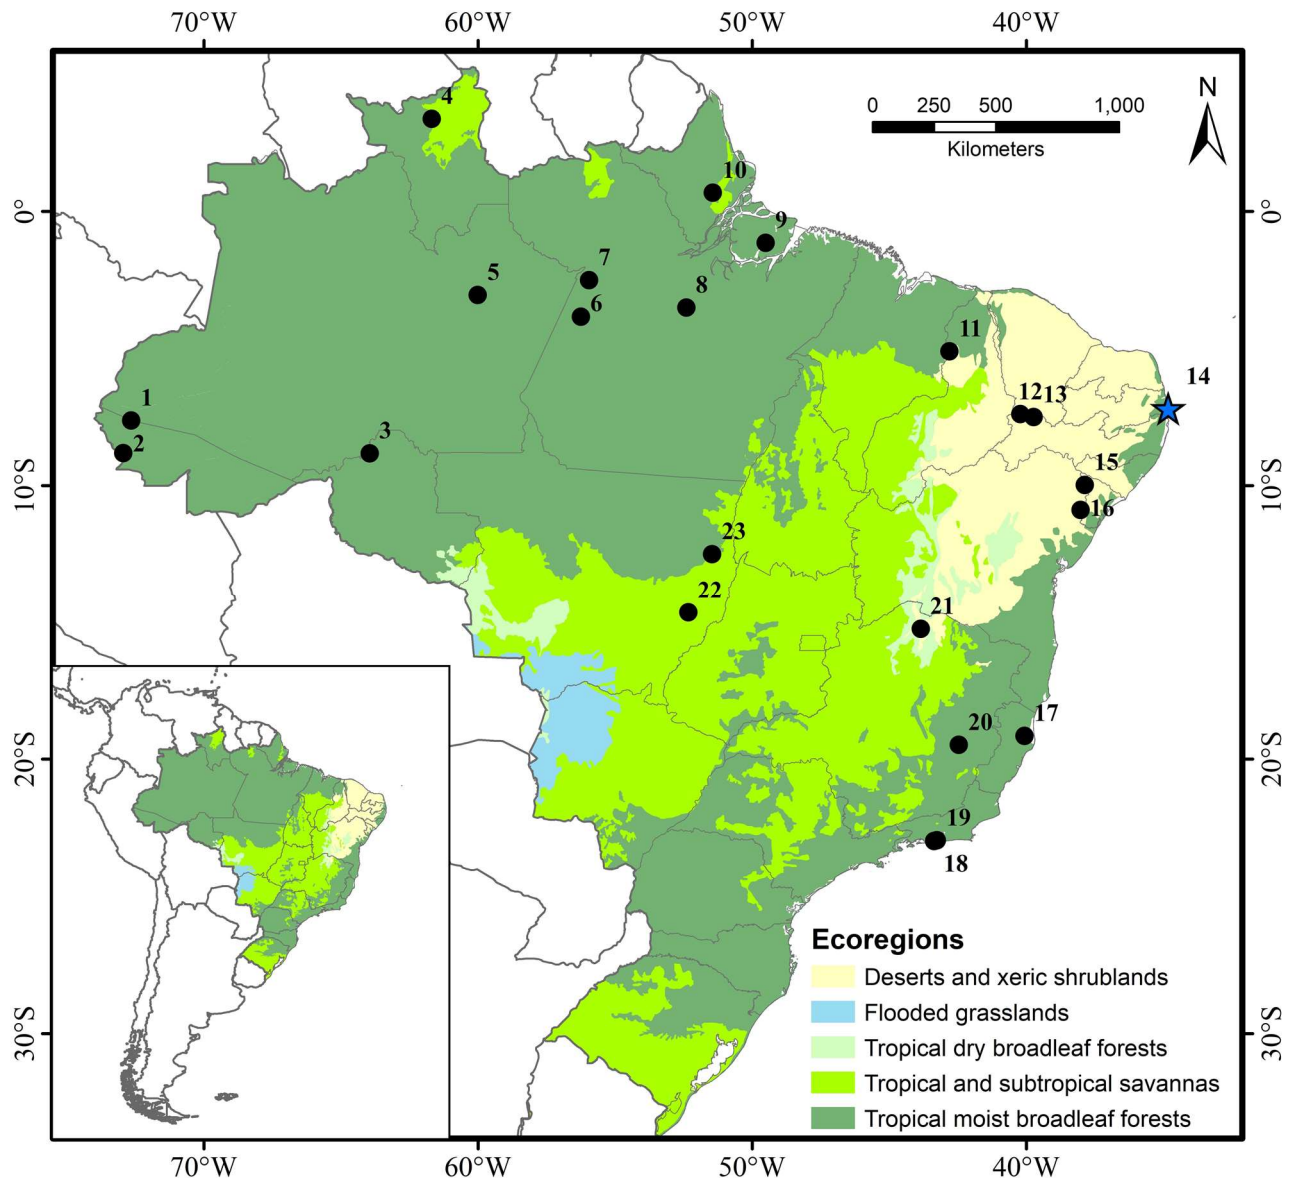 70°W 60°W 50°W 40°W
N
0 250 500 1,000
Kilometers
4
10
0° 0°
9
7
5
8
6
11
14
12 13
1
3
2
15
10°S 10°S
16
23
22
21
17
20
20°S 20°S
19
18
Ecoregions
Deserts and xeric shrublands
Flooded grasslands
30°S 30°S
Tropical dry broadleaf forests
Tropical and subtropical savannas
Tropical moist broadleaf forests
70°W 60°W 50°W 40°W